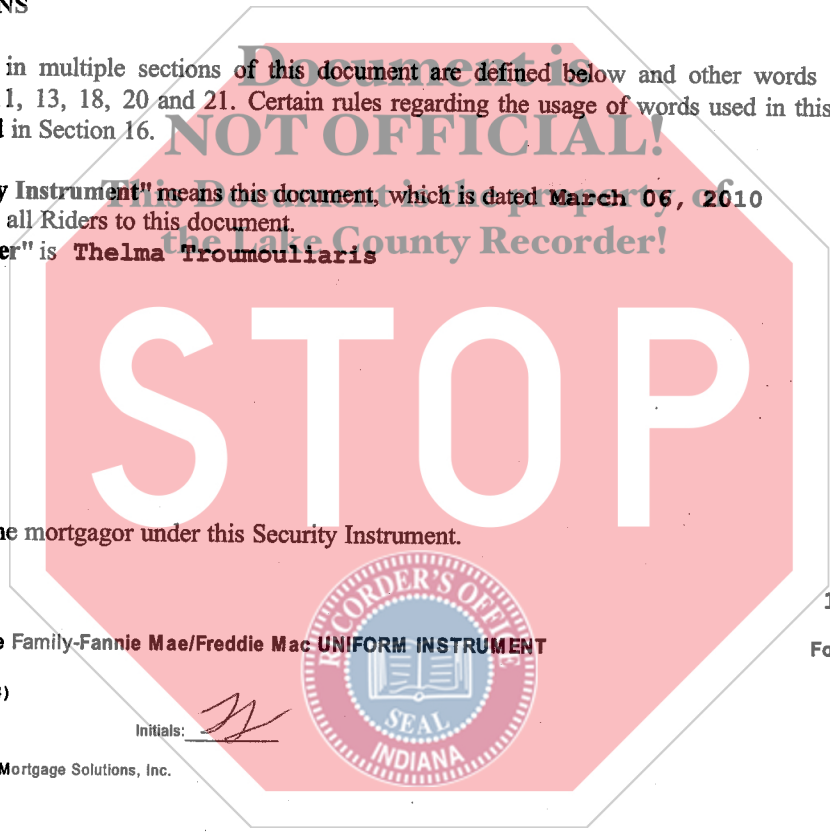 NS
in multiple sections of this document are defined below and other words
1, 13, 18, 20 and 21. Certain rules regarding the usage of words used in this
in Section 16.
Document is
NOT OFFICIAL!
This Document is the property of
the Lake County Recorder!
y Instrument" means this document, which is dated March 06, 2010
all Riders to this document.
er" is Thelma Troumouliaris
STOP
he mortgagor under this Security Instrument.
RECORDER'S OFFICE
SEAL
INDIANA
1
e Family-Fannie Mae/Freddie Mac UNIFORM INSTRUMENT
Fo
)
Initials:
Mortgage Solutions, Inc.